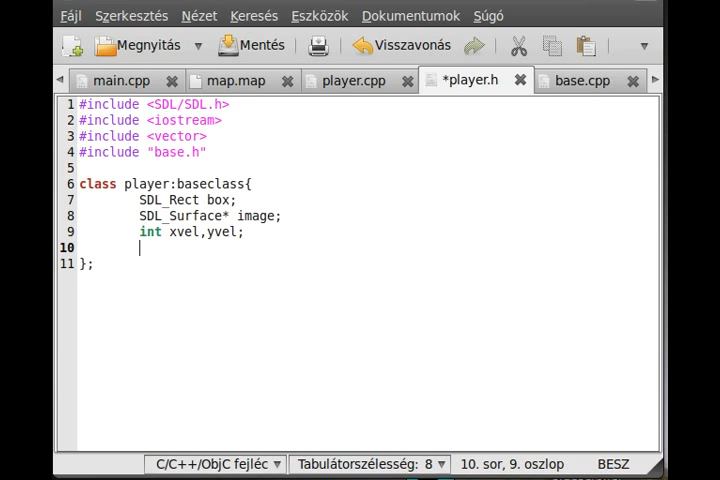 Fájl Szerkesztés Nézet Keresés Eszközök Dokumentumok Súgó
Megnyitás Mentés Visszavonás
main.cpp map.map player.cpp *player.h base.cpp
1 #include <SDL/SDL.h>
2 #include <iostream>
3 #include <vector>
4 #include "base.h"
5
6 class player:baseclass{
7 SDL_Rect box;
8 SDL_Surface* image;
9 int xvel,yvel;
10
11 };
C/C++/ObjC fejléc Tabulátorszélesség: 8 10. sor, 9. oszlop BESZ